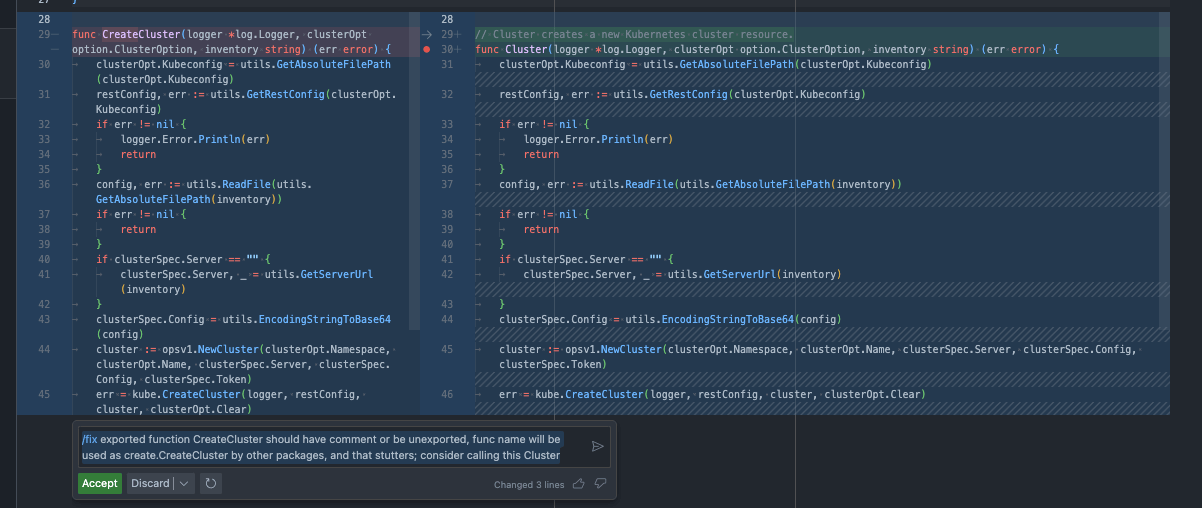 27 }
28
29 func CreateCluster(logger *log.Logger, clusterOpt
option.ClusterOption, inventory string) (err error) {
30 clusterOpt.Kubeconfig = utils.GetAbsoluteFilePath
(clusterOpt.Kubeconfig)
31 restConfig, err := utils.GetRestConfig(clusterOpt.
Kubeconfig)
32 if err != nil {
33 logger.Error.Println(err)
34 return
35 }
36 config, err := utils.ReadFile(utils.
GetAbsoluteFilePath(inventory))
37 if err != nil {
38 return
39 }
40 if clusterSpec.Server == "" {
41 clusterSpec.Server, _ = utils.GetServerUrl
(inventory)
42 }
43 clusterSpec.Config = utils.EncodingStringToBase64
(config)
44 cluster := opsv1.NewCluster(clusterOpt.Namespace,
clusterOpt.Name, clusterSpec.Server, clusterSpec.
Config, clusterSpec.Token)
45 err = kube.CreateCluster(logger, restConfig,
cluster, clusterOpt.Clear)
28
29+ // Cluster creates a new Kubernetes cluster resource.
30+ func Cluster(logger *log.Logger, clusterOpt option.ClusterOption, inventory string) (err error) {
31 clusterOpt.Kubeconfig = utils.GetAbsoluteFilePath(clusterOpt.Kubeconfig)
32 restConfig, err := utils.GetRestConfig(clusterOpt.Kubeconfig)
33 if err != nil {
34 logger.Error.Println(err)
35 return
36 }
37 config, err := utils.ReadFile(utils.GetAbsoluteFilePath(inventory))
38 if err != nil {
39 return
40 }
41 if clusterSpec.Server == "" {
42 clusterSpec.Server, _ = utils.GetServerUrl(inventory)
43 }
44 clusterSpec.Config = utils.EncodingStringToBase64(config)
45 cluster := opsv1.NewCluster(clusterOpt.Namespace, clusterOpt.Name, clusterSpec.Server, clusterSpec.Config,
clusterSpec.Token)
46 err = kube.CreateCluster(logger, restConfig, cluster, clusterOpt.Clear)
/fix exported function CreateCluster should have comment or be unexported, func name will be
used as create.CreateCluster by other packages, and that stutters; consider calling this Cluster
Accept Discard Changed 3 lines